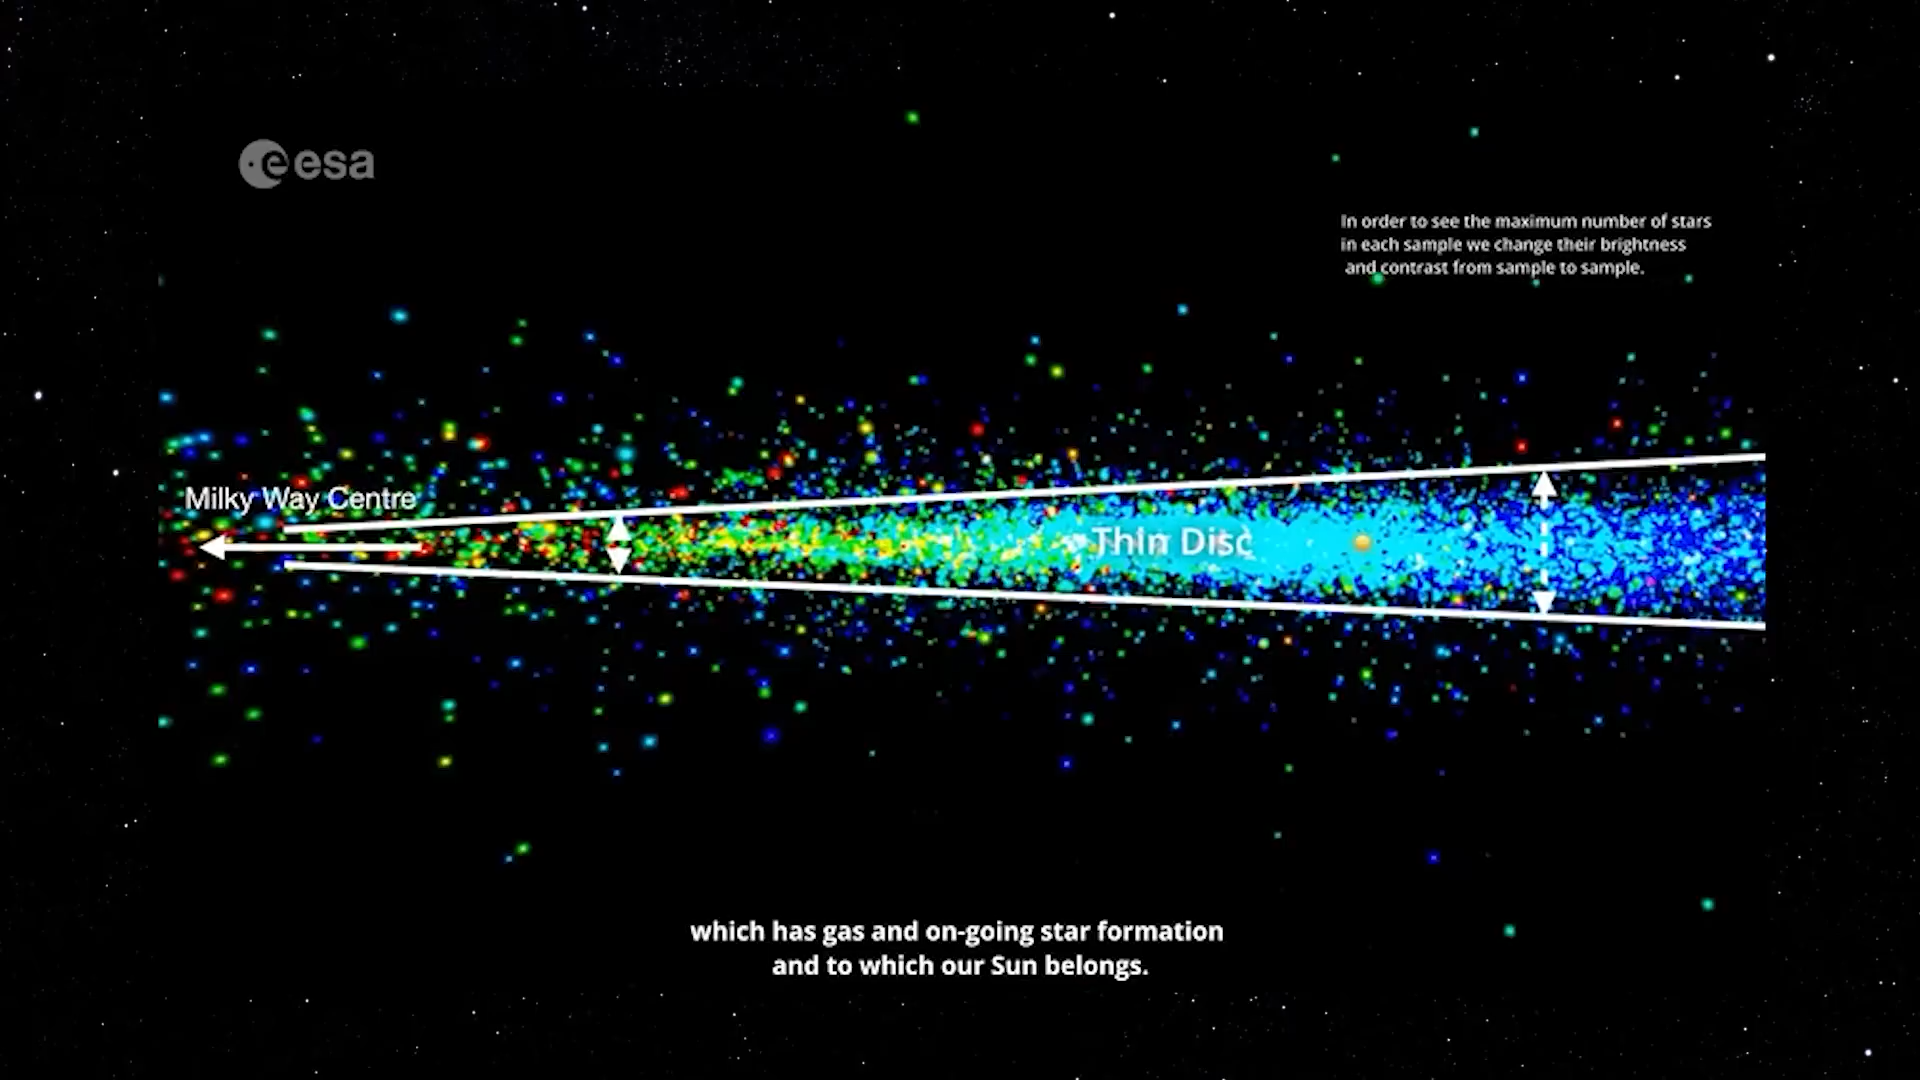 esa
In order to see the maximum number of stars
in each sample we change their brightness
and contrast from sample to sample.
Milky Way Centre
Thin Disc
which has gas and on-going star formation
and to which our Sun belongs.